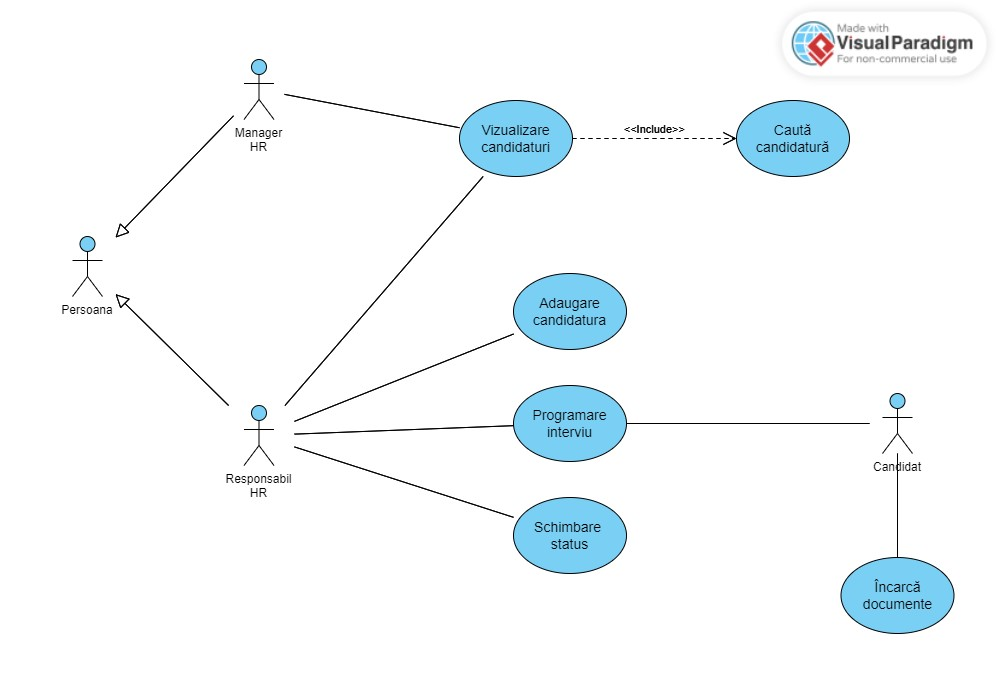 Made with
Visual Paradigm
For non-commercial use
Manager
HR
Vizualizare
candidaturi
<<Include>>
Caută
candidatură
Persoana
Adaugare
candidatura
Programare
interviu
Candidat
Responsabil
HR
Schimbare
status
Încarcă
documente